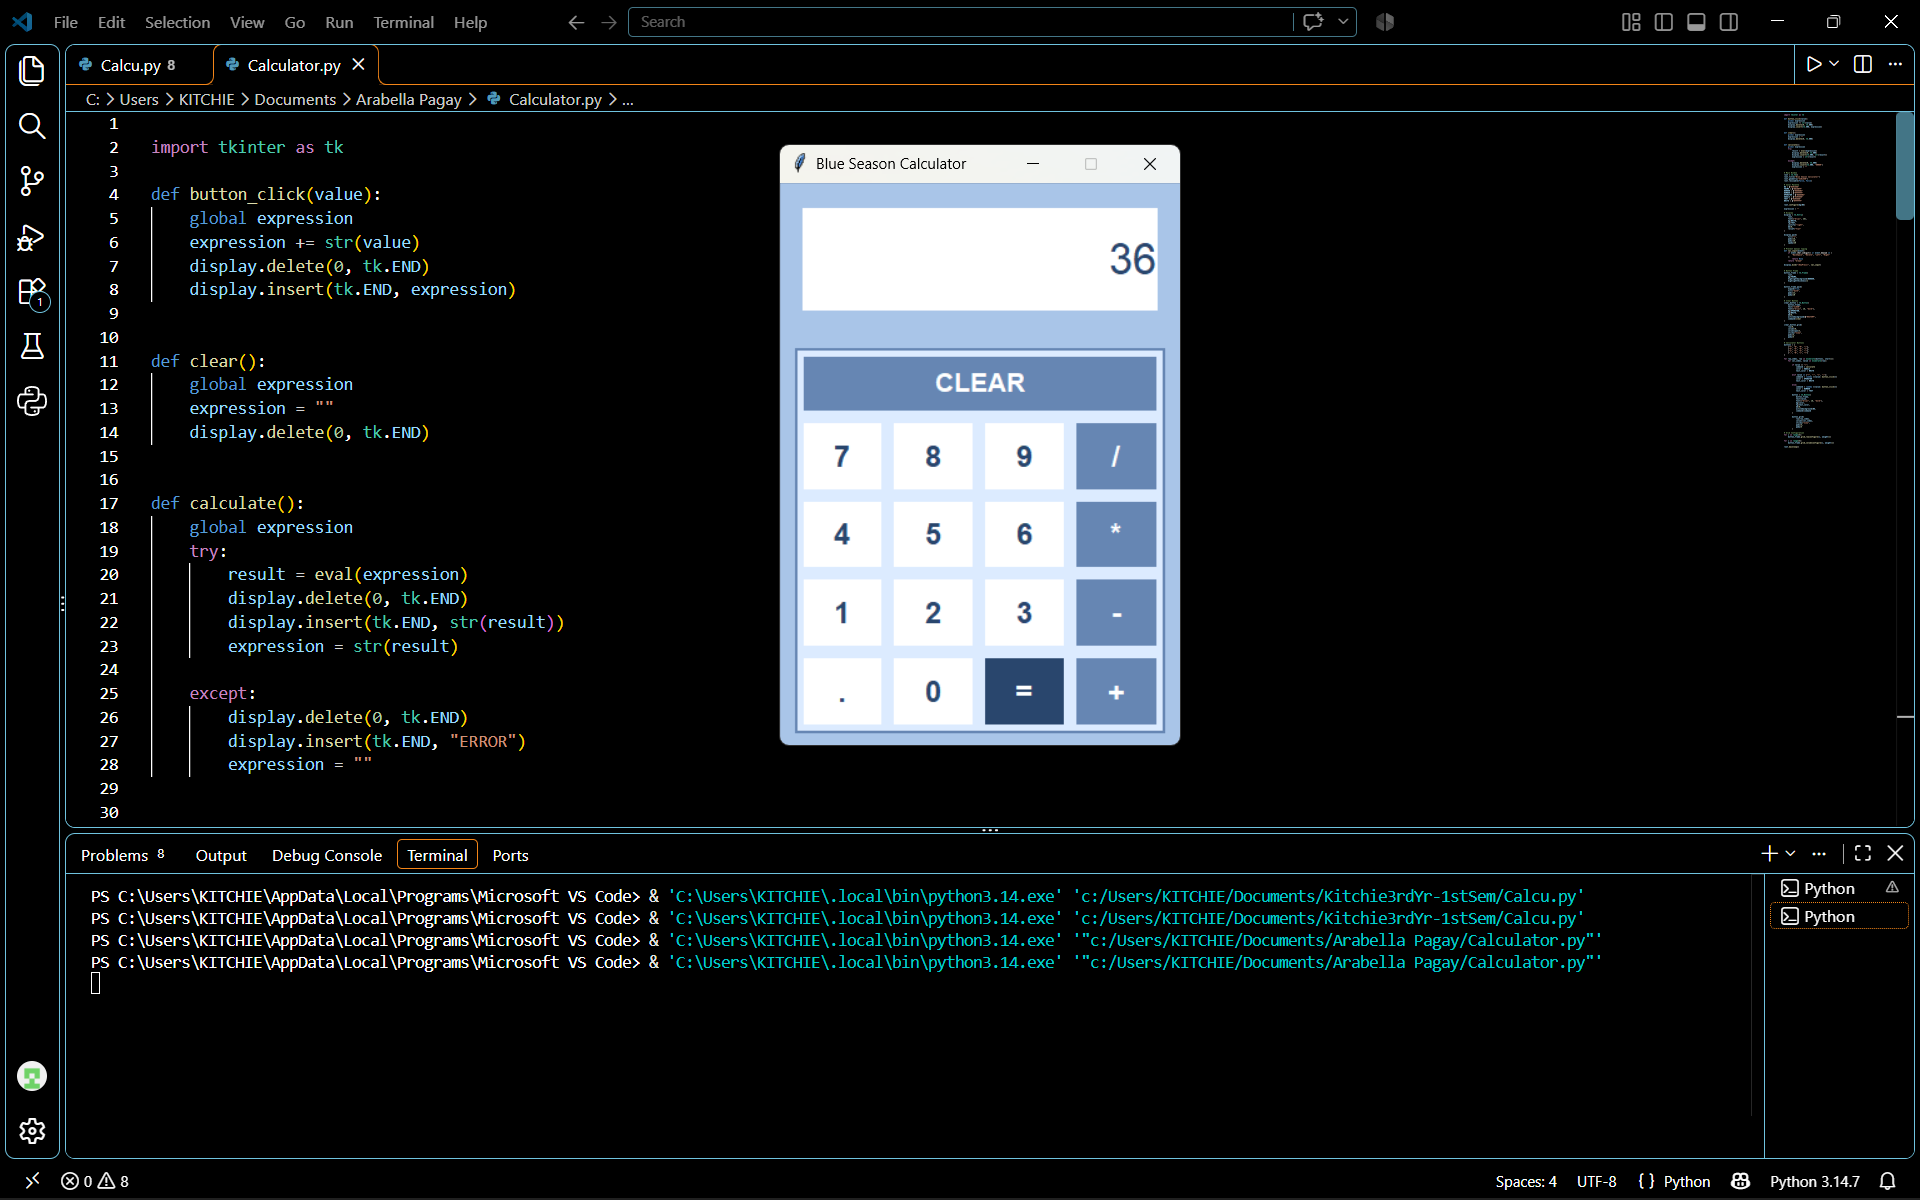 File Edit Selection View Go Run Terminal Help Search
Calcu.py 8 Calculator.py
C: > Users > KITCHIE > Documents > Arabella Pagay > Calculator.py > ...
1
2 import tkinter as tk
3
4 def button_click(value):
5 global expression
6 expression += str(value)
7 display.delete(0, tk.END)
8 display.insert(tk.END, expression)
9
10
11 def clear():
12 global expression
13 expression = ""
14 display.delete(0, tk.END)
15
16
17 def calculate():
18 global expression
19 try:
20 result = eval(expression)
21 display.delete(0, tk.END)
22 display.insert(tk.END, str(result))
23 expression = str(result)
24
25 except:
26 display.delete(0, tk.END)
27 display.insert(tk.END, "ERROR")
28 expression = ""
29
30
Blue Season Calculator
36
CLEAR
7 8 9 /
4 5 6 *
1 2 3 -
. 0 = +
1
Problems 8 Output Debug Console Terminal Ports
PS C:\Users\KITCHIE\AppData\Local\Programs\Microsoft VS Code> & 'C:\Users\KITCHIE\.local\bin\python3.14.exe' 'c:/Users/KITCHIE/Documents/Kitchie3rdYr-1stSem/Calcu.py'
PS C:\Users\KITCHIE\AppData\Local\Programs\Microsoft VS Code> & 'C:\Users\KITCHIE\.local\bin\python3.14.exe' 'c:/Users/KITCHIE/Documents/Kitchie3rdYr-1stSem/Calcu.py'
PS C:\Users\KITCHIE\AppData\Local\Programs\Microsoft VS Code> & 'C:\Users\KITCHIE\.local\bin\python3.14.exe' '"c:/Users/KITCHIE/Documents/Arabella Pagay/Calculator.py"'
PS C:\Users\KITCHIE\AppData\Local\Programs\Microsoft VS Code> & 'C:\Users\KITCHIE\.local\bin\python3.14.exe' '"c:/Users/KITCHIE/Documents/Arabella Pagay/Calculator.py"'
Python
Python
0 8 Spaces: 4 UTF-8 {} Python Python 3.14.7